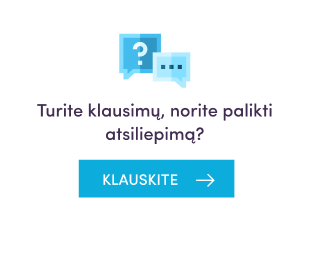 Turite klausimų, norite palikti
atsiliepimą?
KLAUSKITE